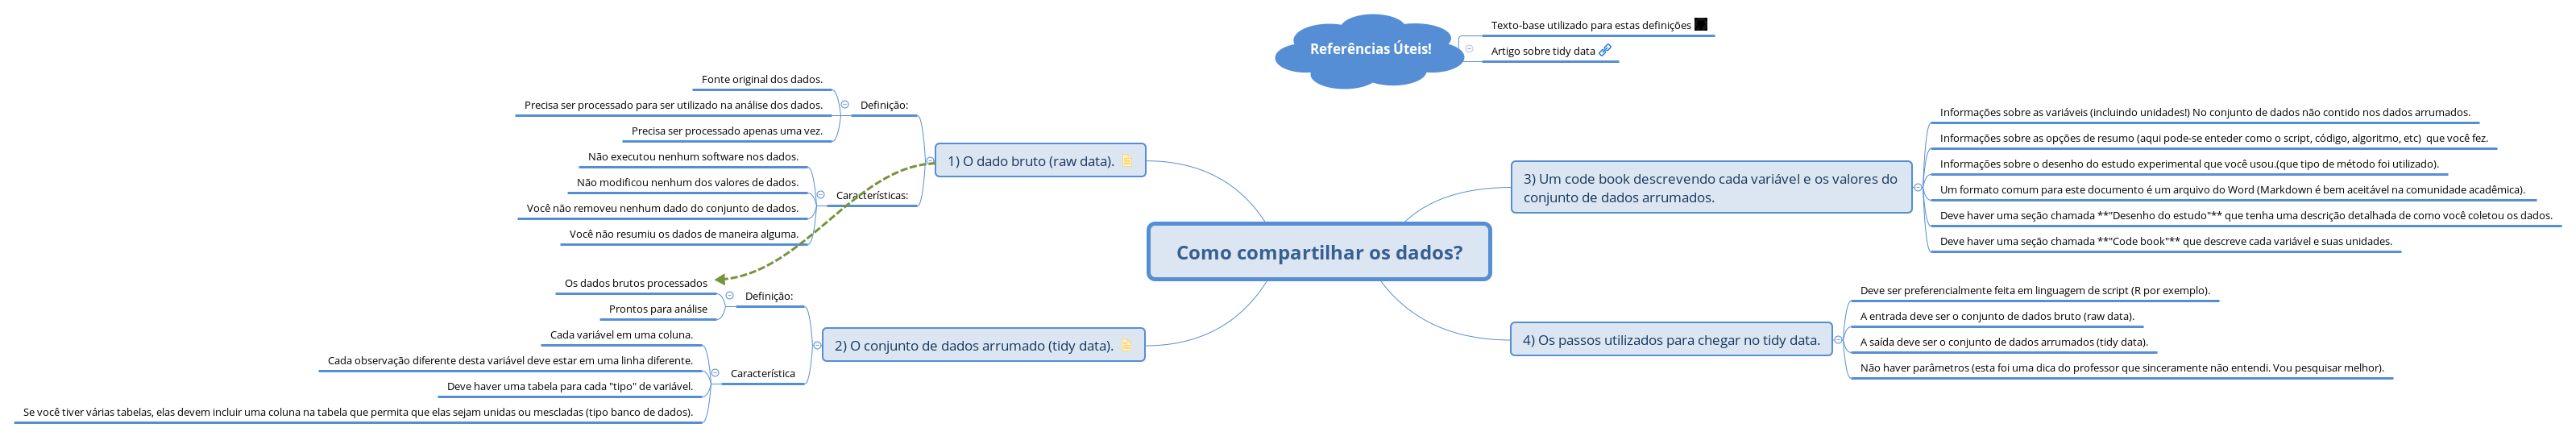 Referências Úteis!
Texto-base utilizado para estas definições
Artigo sobre tidy data
Como compartilhar os dados?
1) O dado bruto (raw data).
Definição:
Fonte original dos dados.
Precisa ser processado para ser utilizado na análise dos dados.
Precisa ser processado apenas uma vez.
Características:
Não executou nenhum software nos dados.
Não modificou nenhum dos valores de dados.
Você não removeu nenhum dado do conjunto de dados.
Você não resumiu os dados de maneira alguma.
2) O conjunto de dados arrumado (tidy data).
Definição:
Os dados brutos processados
Prontos para análise
Característica
Cada variável em uma coluna.
Cada observação diferente desta variável deve estar em uma linha diferente.
Deve haver uma tabela para cada "tipo" de variável.
Se você tiver várias tabelas, elas devem incluir uma coluna na tabela que permita que elas sejam unidas ou mescladas (tipo banco de dados).
3) Um code book descrevendo cada variável e os valores do
conjunto de dados arrumados.
Informações sobre as variáveis (incluindo unidades!) No conjunto de dados não contido nos dados arrumados.
Informações sobre as opções de resumo (aqui pode-se enteder como o script, código, algoritmo, etc)  que você fez.
Informações sobre o desenho do estudo experimental que você usou.(que tipo de método foi utilizado).
Um formato comum para este documento é um arquivo do Word (Markdown é bem aceitável na comunidade acadêmica).
Deve haver uma seção chamada **"Desenho do estudo"** que tenha uma descrição detalhada de como você coletou os dados.
Deve haver uma seção chamada **"Code book"** que descreve cada variável e suas unidades.
4) Os passos utilizados para chegar no tidy data.
Deve ser preferencialmente feita em linguagem de script (R por exemplo).
A entrada deve ser o conjunto de dados bruto (raw data).
A saída deve ser o conjunto de dados arrumados (tidy data).
Não haver parâmetros (esta foi uma dica do professor que sinceramente não entendi. Vou pesquisar melhor).